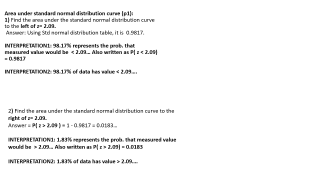 Area under standard normal distribution curve (p1):
1) Find the area under the standard normal distribution curve
to the left of z= 2.09.
Answer: Using Std normal distribution table, it is 0.9817.
INTERPRETATION1: 98.17% represents the prob. that
measured value would be < 2.09... Also written as P( z < 2.09)
= 0.9817
INTERPRETATION2: 98.17% of data has value < 2.09....
2) Find the area under the standard normal distribution curve to the
right of z= 2.09.
Answer = P( z > 2.09 ) = 1 - 0.9817 = 0.0183...
INTERPRETATION1: 1.83% represents the prob. that measured value
would be > 2.09... Also written as P( z > 2.09) = 0.0183
INTERPRETATION2: 1.83% of data has value > 2.09....